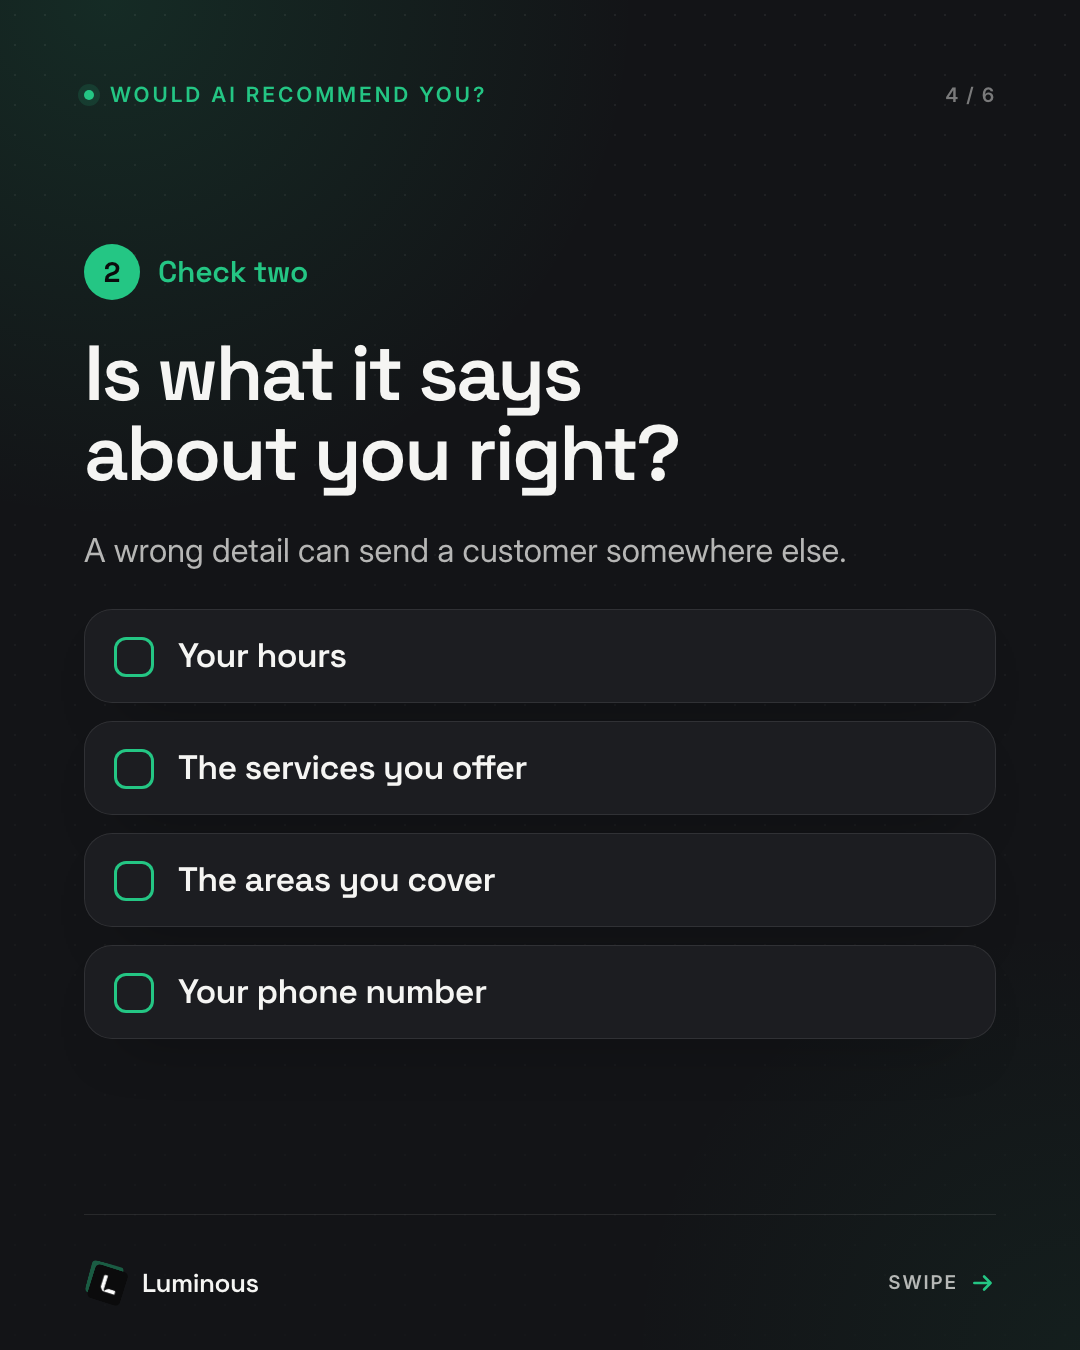 WOULD AI RECOMMEND YOU?
4 / 6
2
Check two
Is what it says
about you right?
A wrong detail can send a customer somewhere else.
Your hours
The services you offer
The areas you cover
Your phone number
L
Luminous
SWIPE →